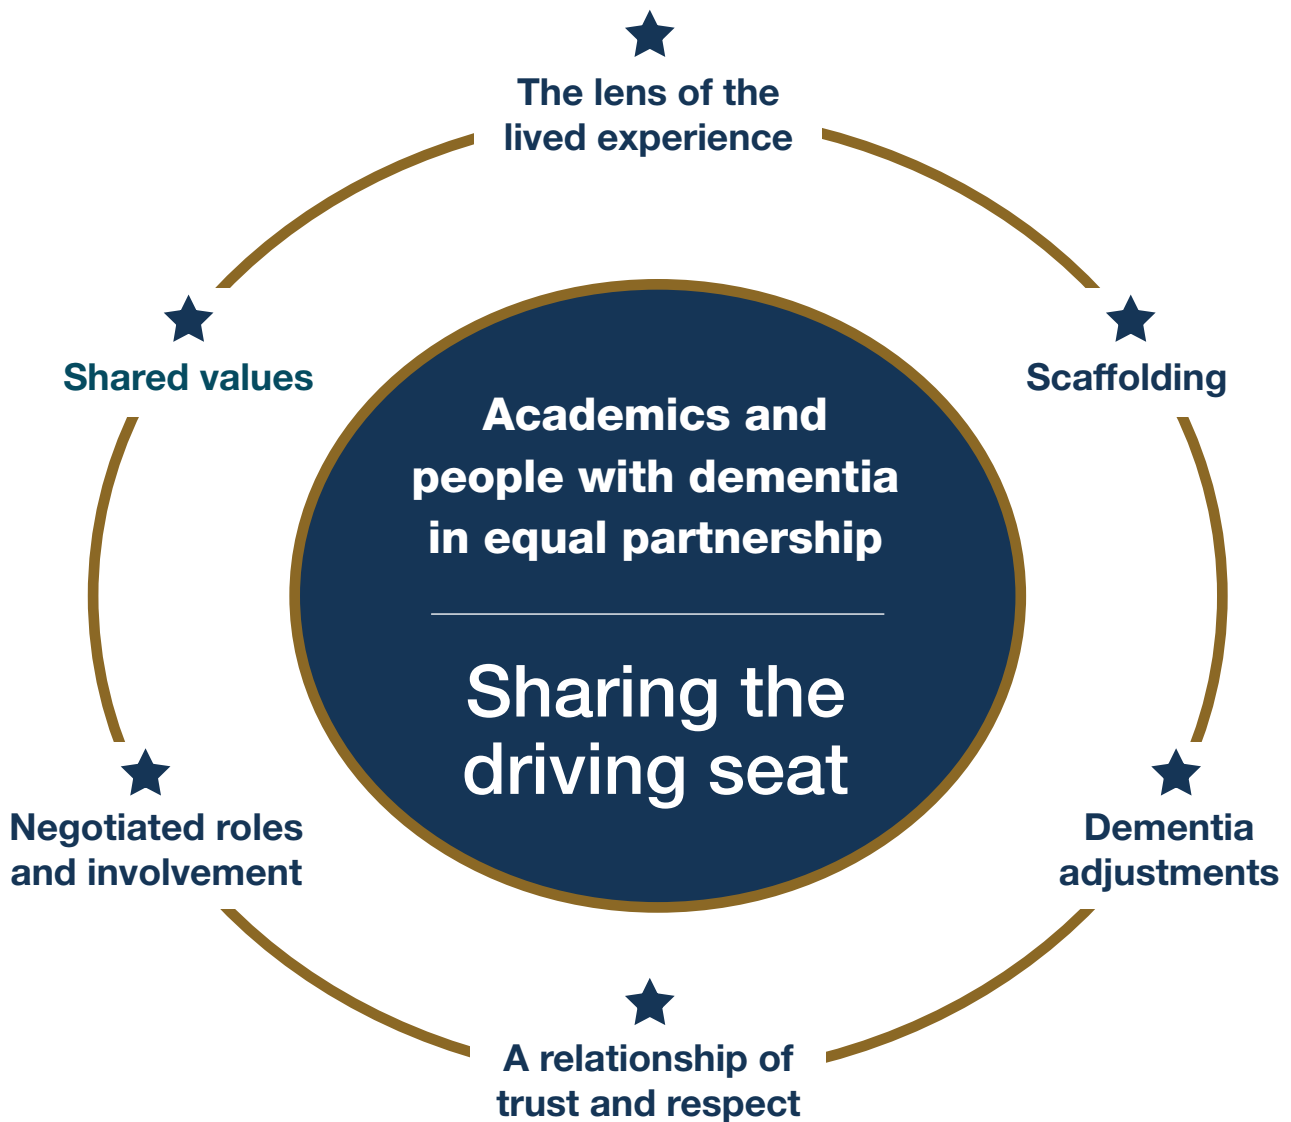 The lens of the
lived experience
Shared values
Scaffolding
Academics and
people with dementia
in equal partnership
Sharing the
driving seat
Negotiated roles
and involvement
Dementia
adjustments
A relationship of
trust and respect